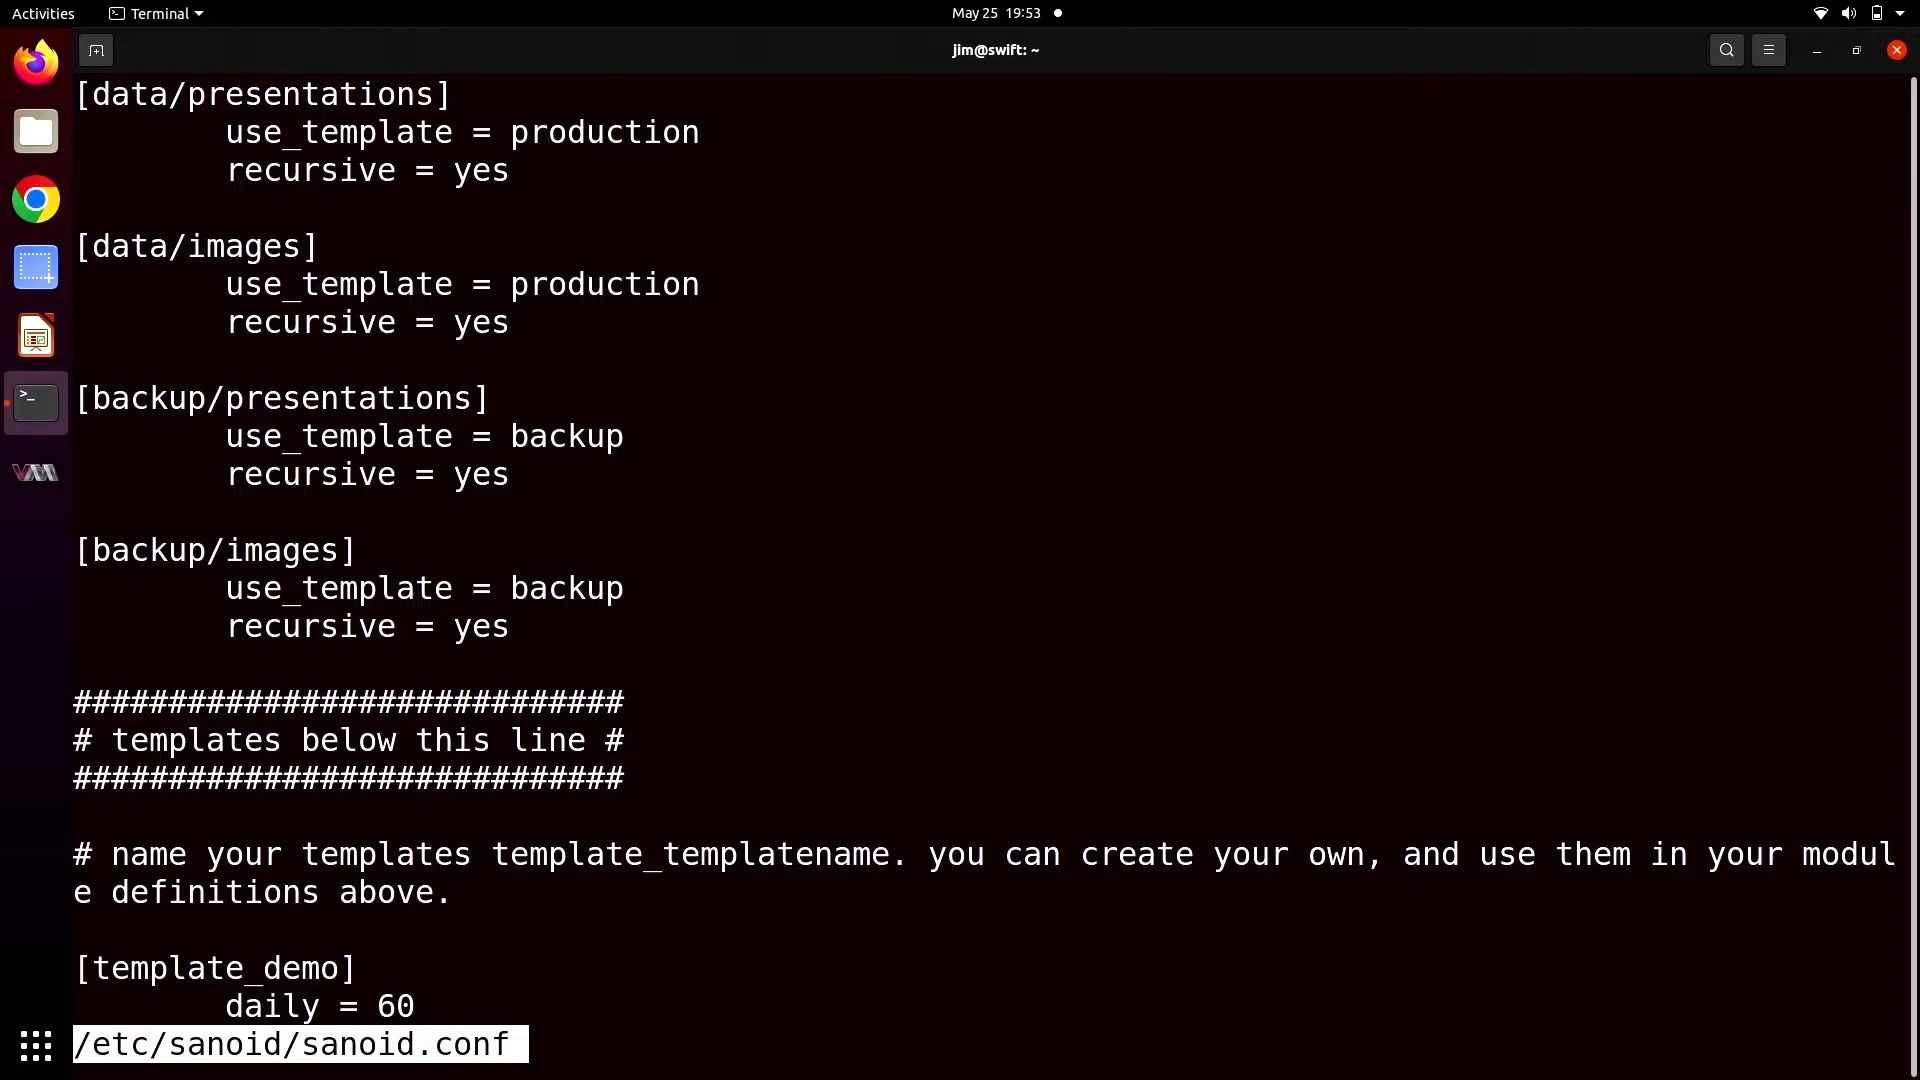 Activities
Terminal
May 25 19:53
jim@swift: ~
[data/presentations]
use_template = production
recursive = yes
[data/images]
use_template = production
recursive = yes
[backup/presentations]
use_template = backup
recursive = yes
[backup/images]
use_template = backup
recursive = yes
#############################
# templates below this line #
#############################
# name your templates template_templatename. you can create your own, and use them in your modul
e definitions above.
[template_demo]
daily = 60
/etc/sanoid/sanoid.conf